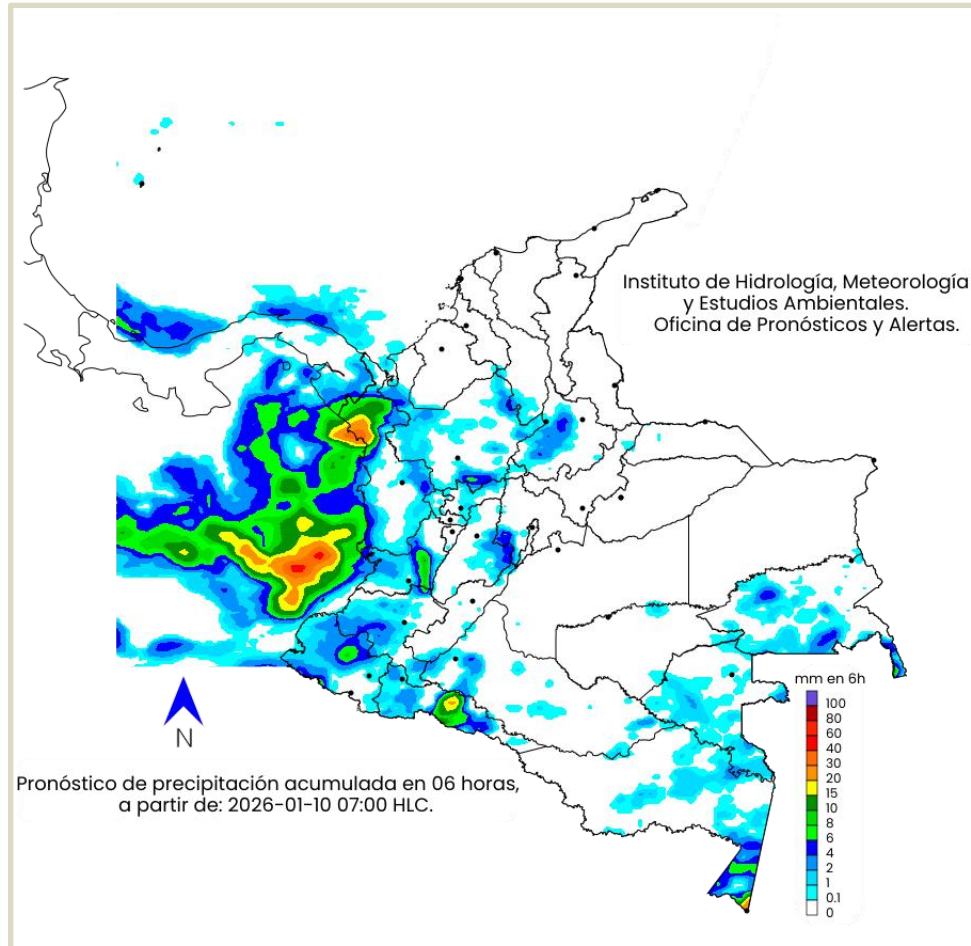 Instituto de Hidrología, Meteorología
y Estudios Ambientales.
Oficina de Pronósticos y Alertas.
mm en 6h
100
80
60
40
30
20
15
10
8
6
4
2
1
0.1
0
N
Pronóstico de precipitación acumulada en 06 horas,
a partir de: 2026-01-10 07:00 HLC.